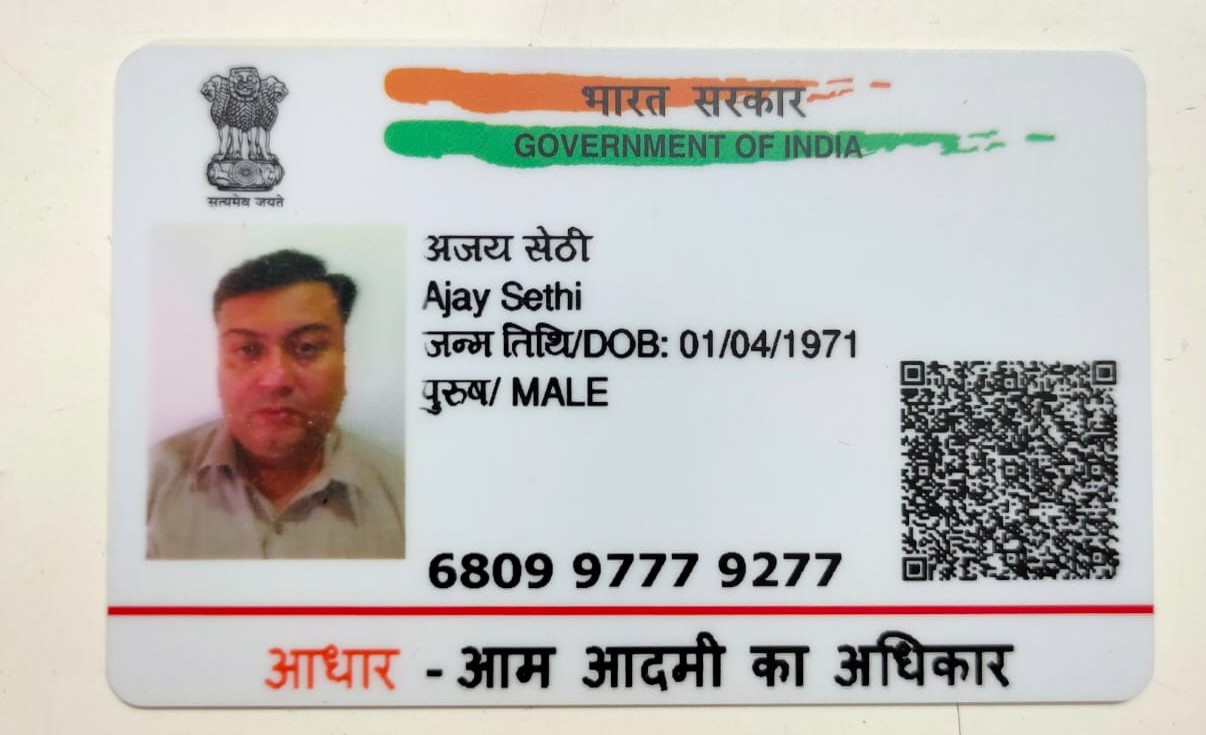 भारत सरकार
GOVERNMENT OF INDIA
सत्यमेव जयते
अजय सेठी
Ajay Sethi
जन्म तिथि/DOB: 01/04/1971
पुरुष/ MALE
6809 9777 9277
आधार - आम आदमी का अधिकार